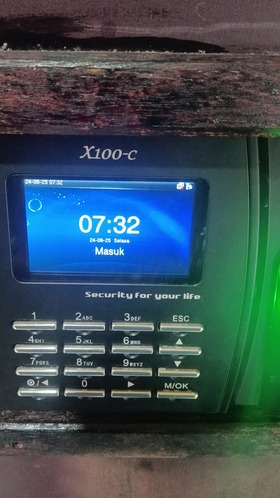 X100-C
24-06-25 07:32
07:32
24-06-25 Selasa
Masuk
Security for your life
1 2ABC 3DEF ESC
4GHI 5JKL 6MNO ▲
7PQRS 8TUV 9WXYZ ▼
/◀ 0 ▶ M/OK